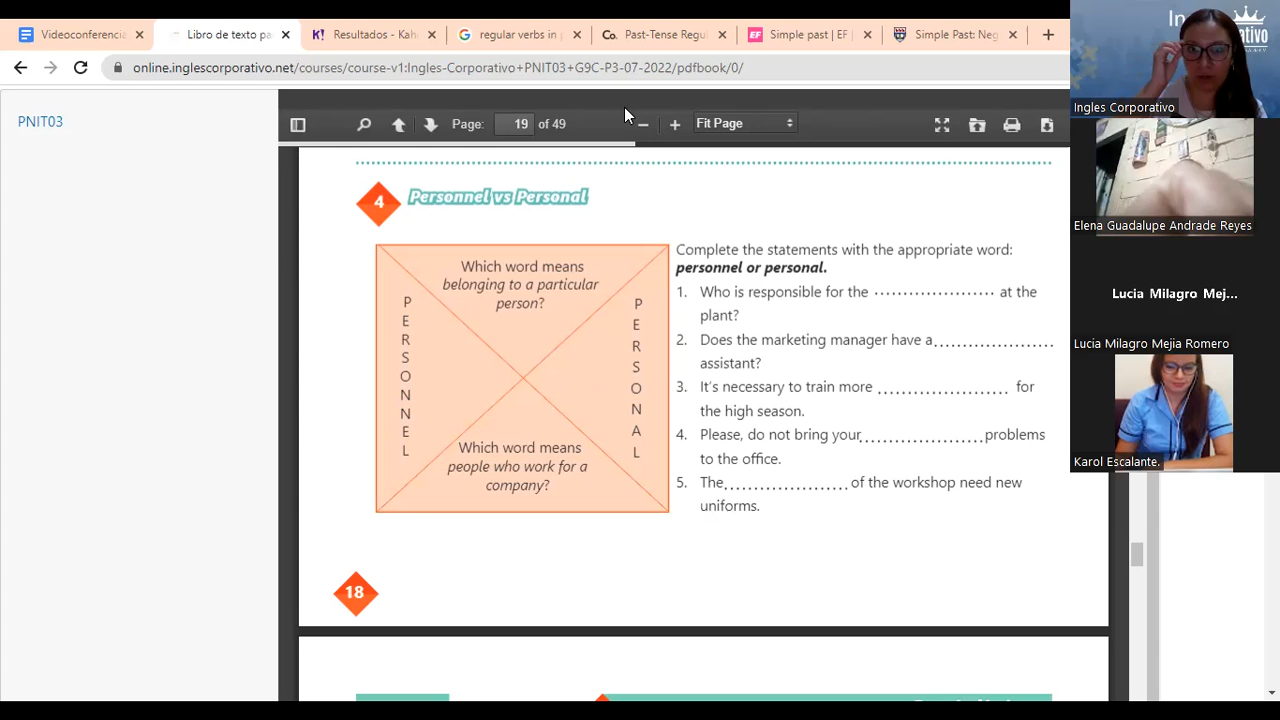 Videoconferencia
Libro de texto pa
Resultados - Kah
regular verbs in p
Past-Tense Regu
Simple past | EF |
Simple Past: Neg
online.inglescorporativo.net/courses/course-v1:Ingles-Corporativo+PNIT03+G9C-P3-07-2022/pdfbook/0/
PNIT03
Page: 19 of 49
Fit Page
4 Personnel vs Personal
Which word means
belonging to a particular
person?
PERSONNEL
PERSONAL
Which word means
people who work for a
company?
Complete the statements with the appropriate word:
personnel or personal.
1. Who is responsible for the ..................... at the
plant?
2. Does the marketing manager have a.....................
assistant?
3. It's necessary to train more ...................... for
the high season.
4. Please, do not bring your.....................problems
to the office.
5. The..................... of the workshop need new
uniforms.
18
Ingles Corporativo
Elena Guadalupe Andrade Reyes
Lucia Milagro Mej...
Lucia Milagro Mejia Romero
Karol Escalante.